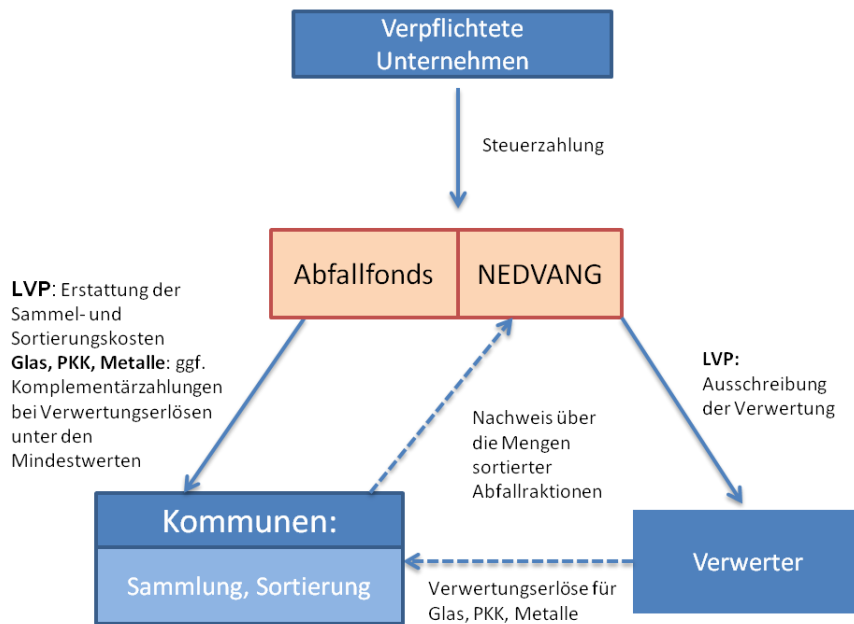 Verpflichtete
Unternehmen
Steuerzahlung
Abfallfonds
NEDVANG
LVP: Erstattung der
Sammel- und
Sortierungskosten
Glas, PKK, Metalle: ggf.
Komplementärzahlungen
bei Verwertungserlösen
unter den
Mindestwerten
LVP:
Ausschreibung
der Verwertung
Nachweis über
die Mengen
sortierter
Abfallraktionen
Kommunen:
Sammlung, Sortierung
Verwerter
Verwertungserlöse für
Glas, PKK, Metalle